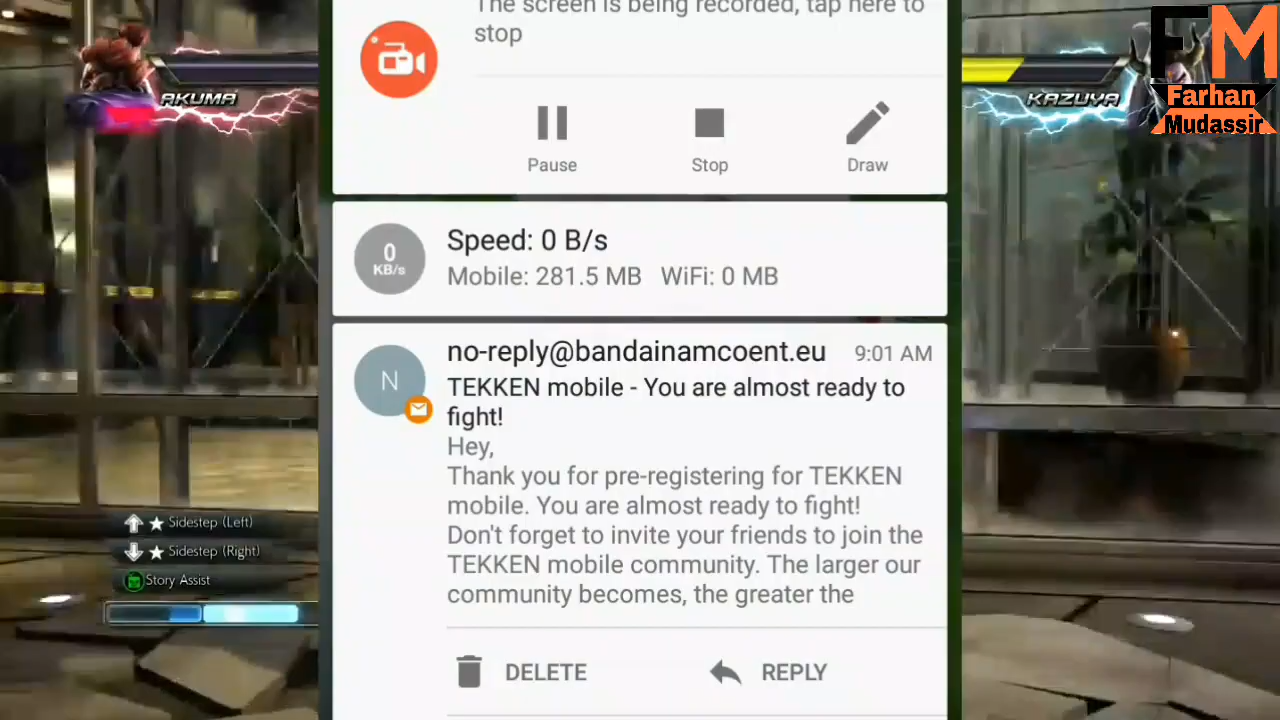 The screen is being recorded, tap here to
stop
FM
AKUMA
KAZUYA
Farhan
Mudassir
Pause
Stop
Draw
0
KB/s
Speed: 0 B/s
Mobile: 281.5 MB WiFi: 0 MB
N
no-reply@bandainamcoent.eu 9:01 AM
TEKKEN mobile - You are almost ready to
fight!
Hey,
Thank you for pre-registering for TEKKEN
mobile. You are almost ready to fight!
Don't forget to invite your friends to join the
TEKKEN mobile community. The larger our
community becomes, the greater the
Sidestep (Left)
Sidestep (Right)
Story Assist
DELETE
REPLY